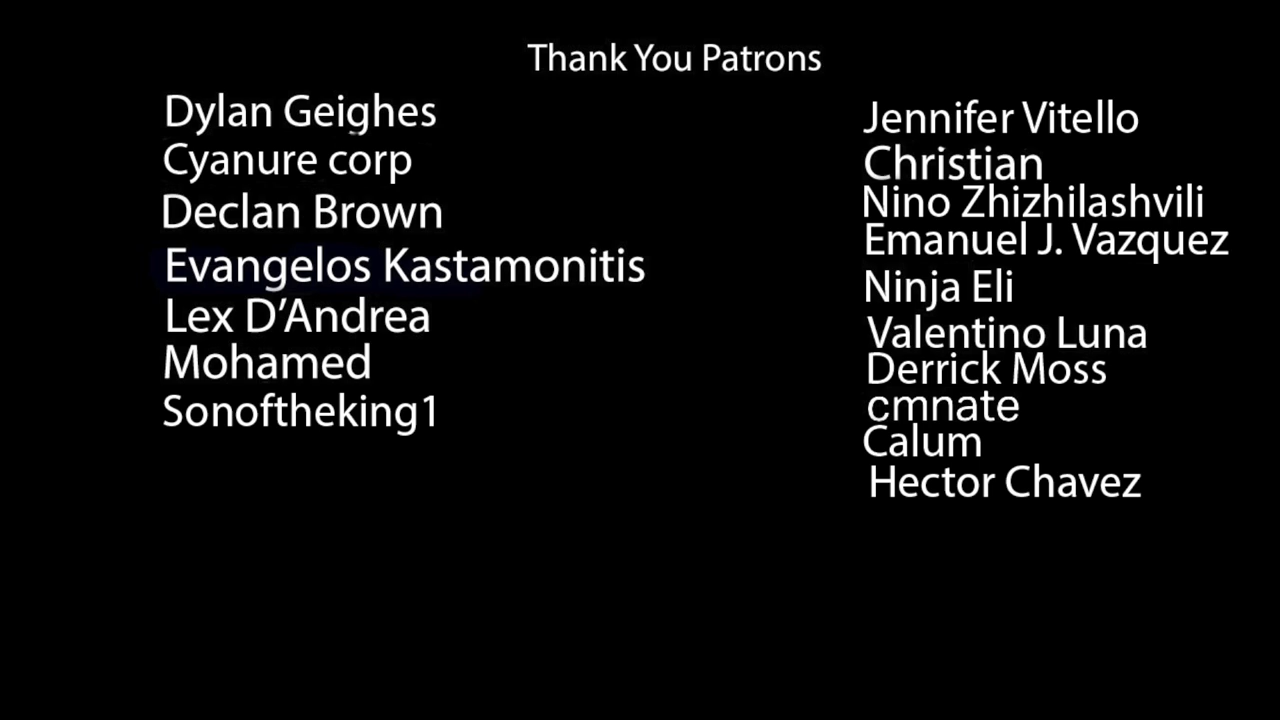 Thank You Patrons
Dylan Geighes
Cyanure corp
Declan Brown
Evangelos Kastamonitis
Lex D’Andrea
Mohamed
Sonoftheking1
Jennifer Vitello
Christian
Nino Zhizhilashvili
Emanuel J. Vazquez
Ninja Eli
Valentino Luna
Derrick Moss
cmnate
Calum
Hector Chavez